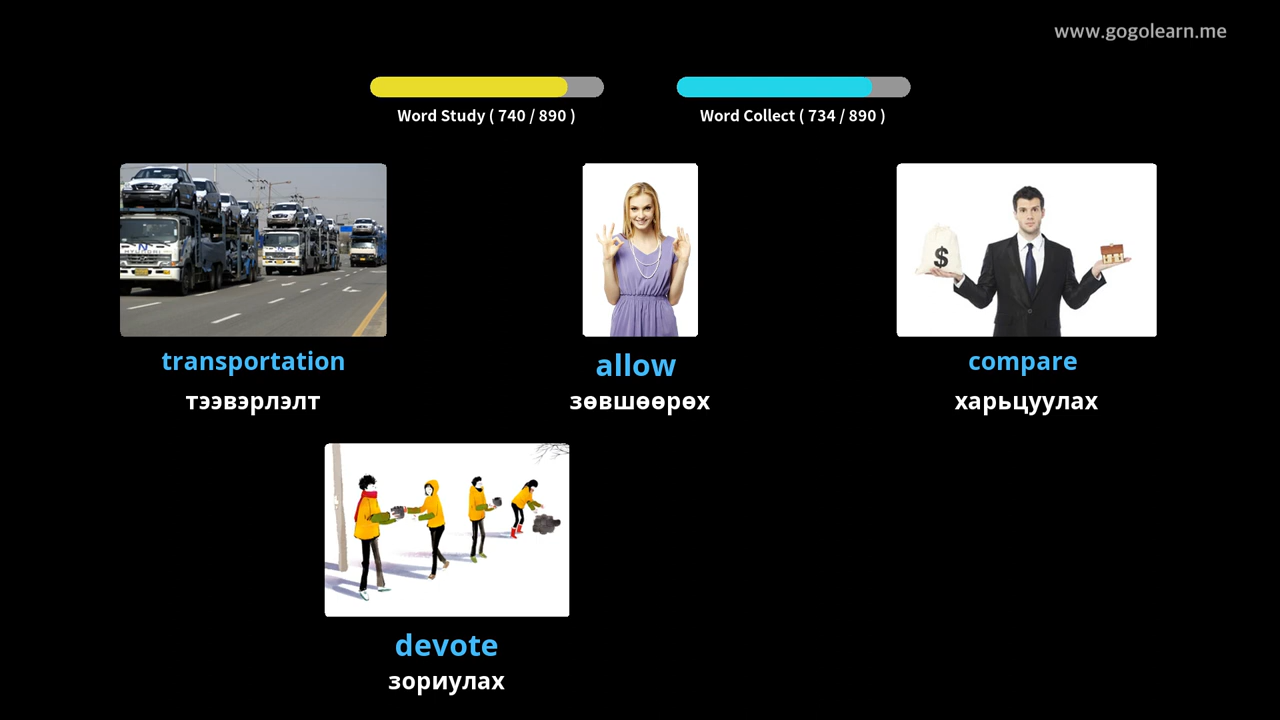 www.gogolearn.me
Word Study ( 740 / 890 )
Word Collect ( 734 / 890 )
transportation
тээвэрлэлт
allow
зөвшөөрөх
compare
харьцуулах
$
devote
зориулах